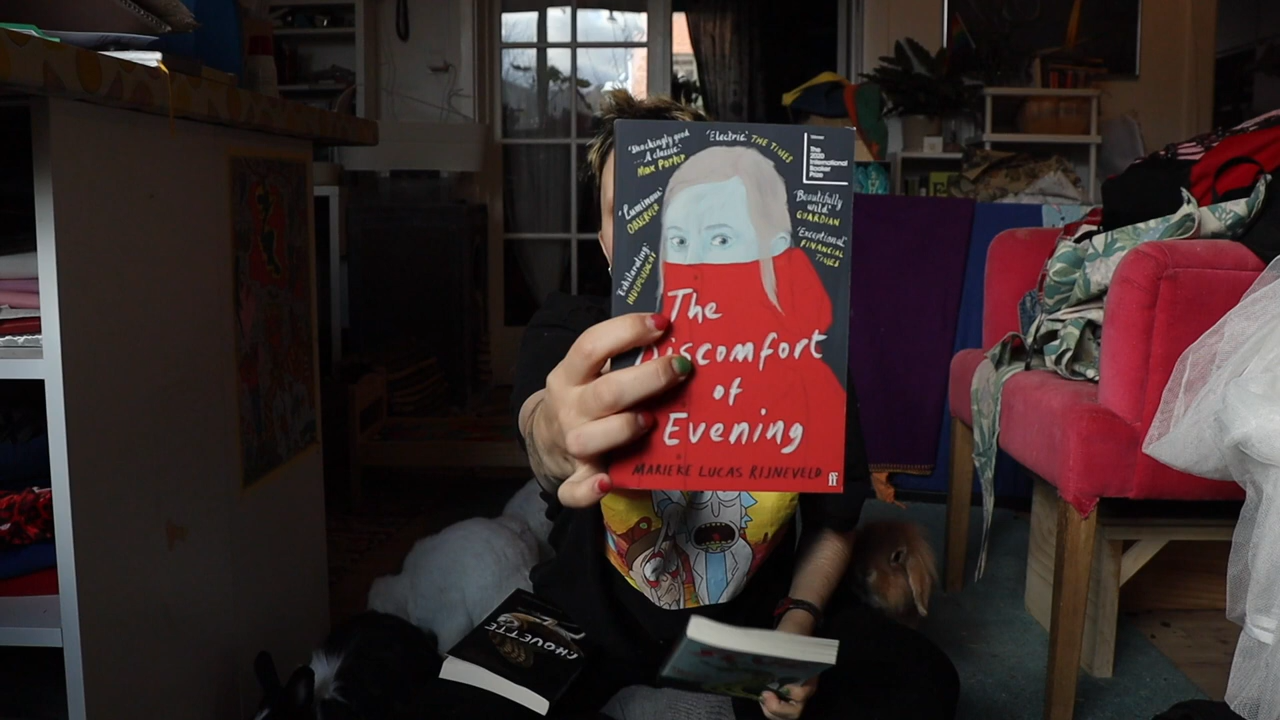 'Shockingly good
... A classic.'
Max Porter
'Electric' THE TIMES
Winner
The
2020
International
Booker
Prize
'Luminous'
OBSERVER
'Beautifully
wild'
GUARDIAN
'Exceptional'
FINANCIAL
TIMES
'Exhilarating'
INDEPENDENT
The
Discomfort
of
Evening
MARIEKE LUCAS RIJNEVELD
ff
CHOUETTE